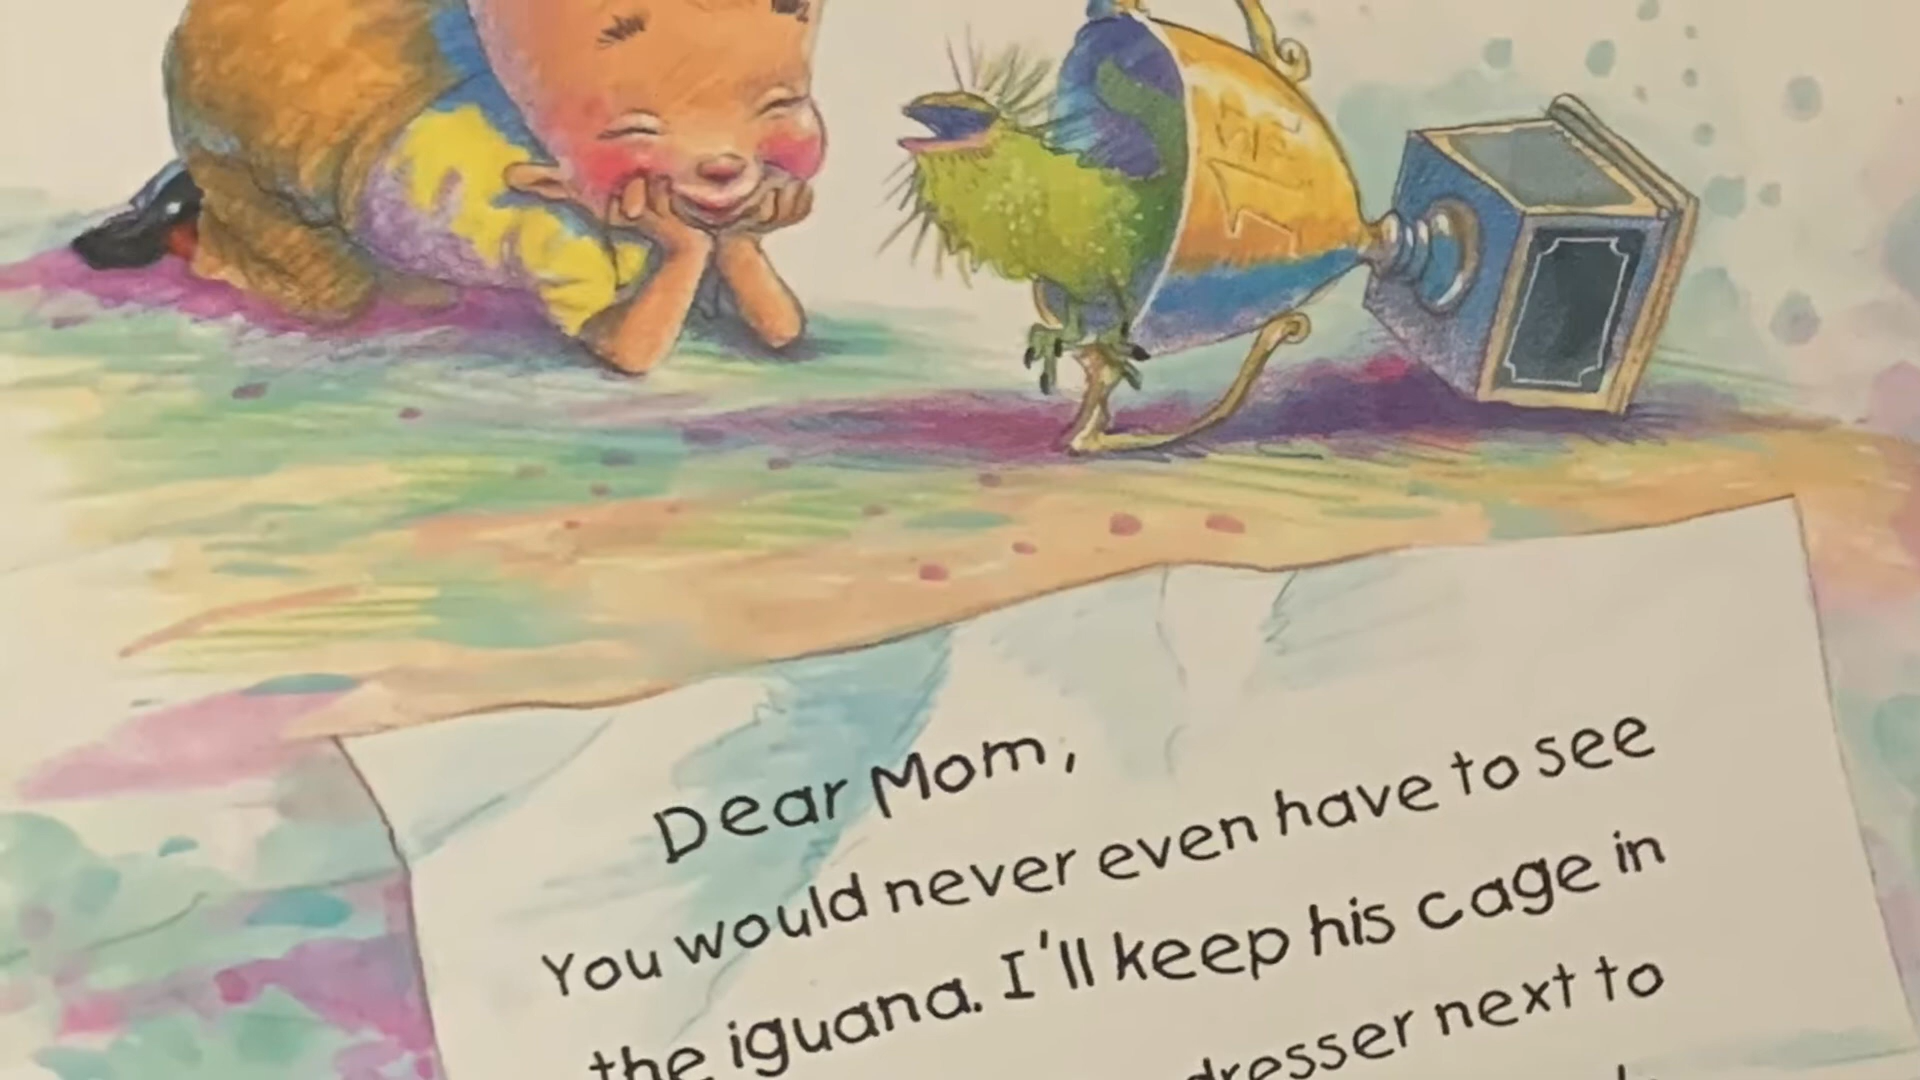 1
Dear Mom,
You would never even have to see
the iguana. I'll keep his cage in
dresser next to